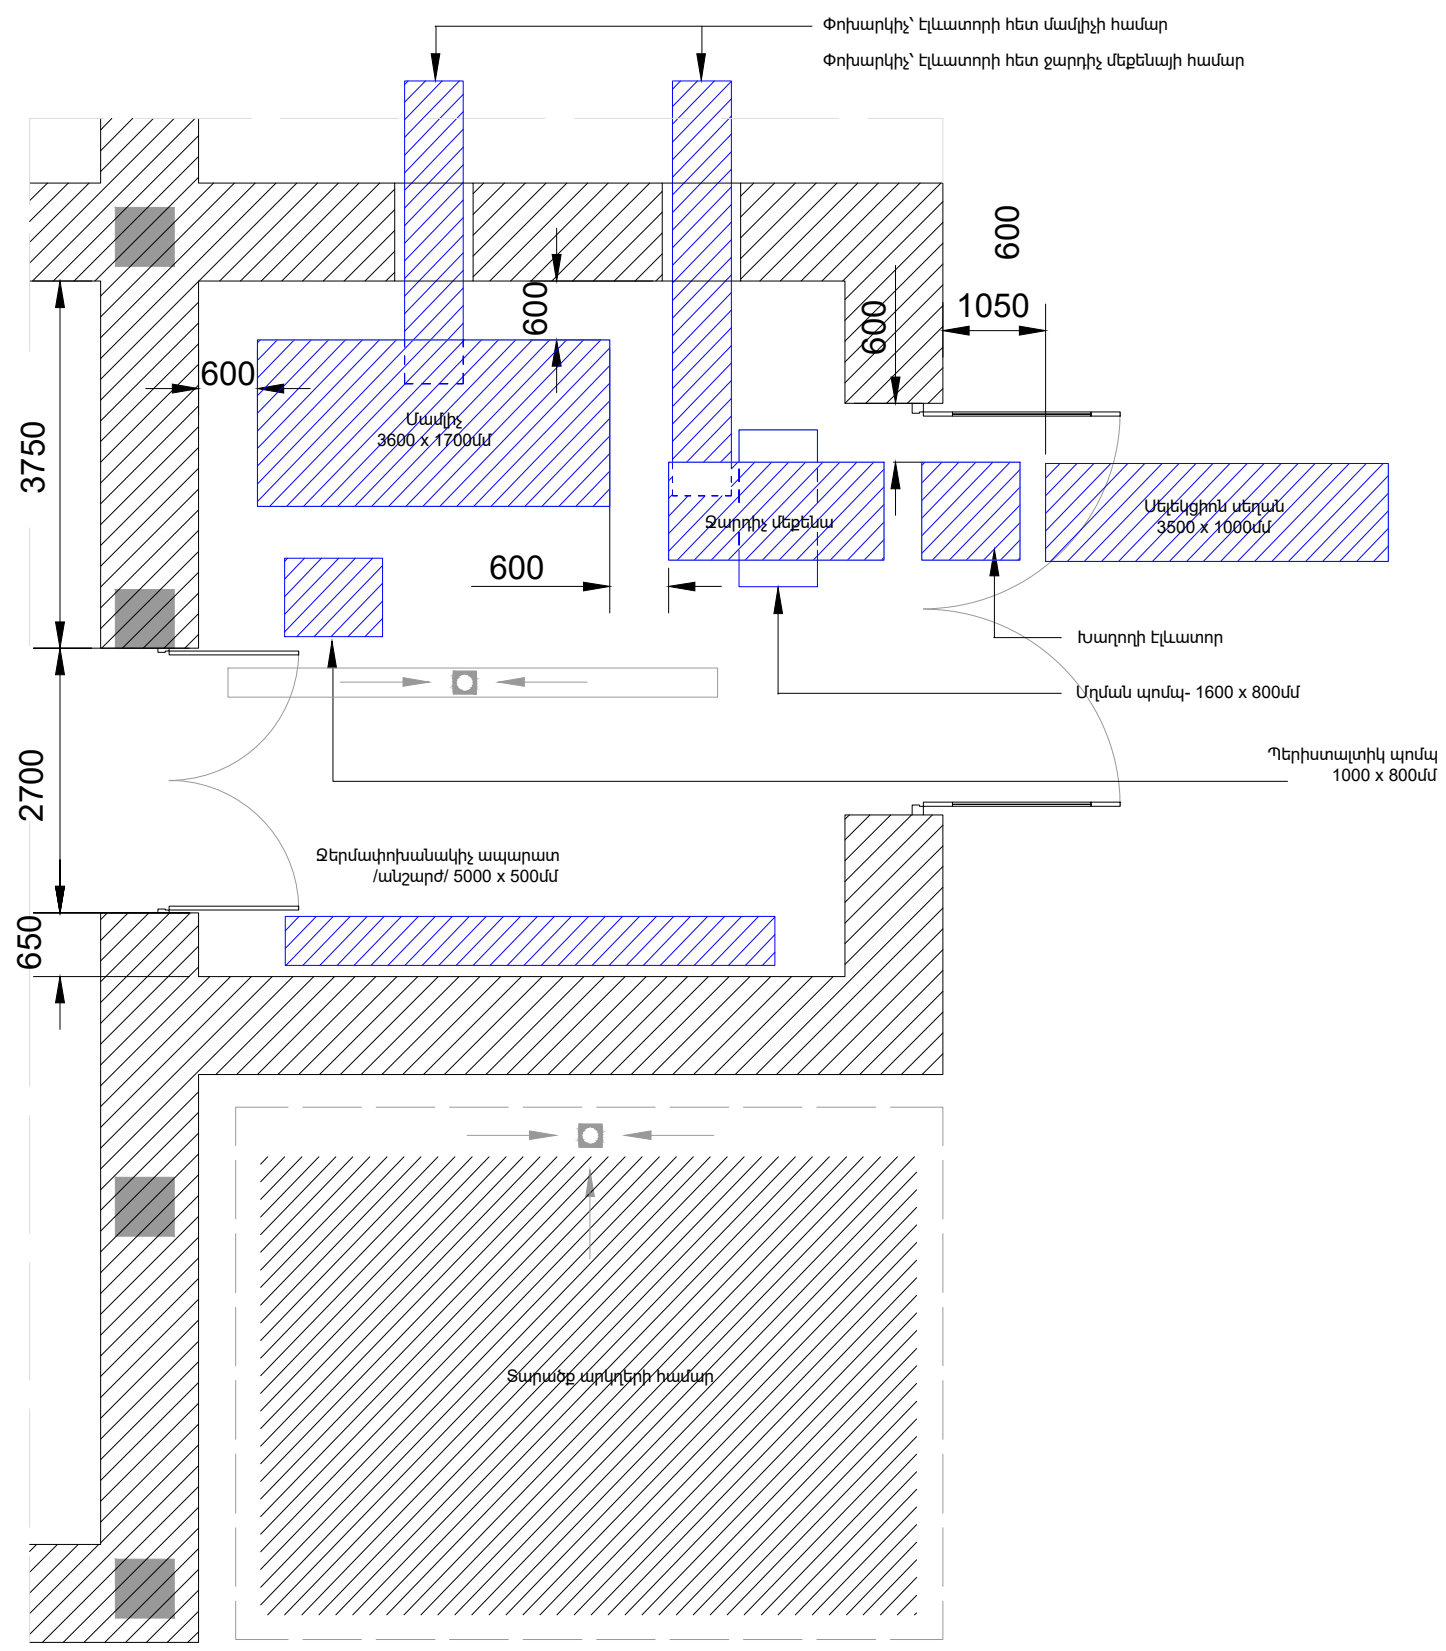 Փոխարկիչ՝ էլևատորի հետ մամլիչի համար
Փոխարկիչ՝ էլևատորի հետ ջարդիչ մեքենայի համար
600
1050
600
600
600
Մամլիչ
3600 x 1700մմ
3750
Ջարդիչ մեքենա
Սելեկցիոն սեղան
3500 x 1000մմ
600
Խաղողի էլևատոր
Մղման պոմպ- 1600 x 800մմ
Պերիստալտիկ պոմպ
1000 x 800մմ
2700
Ջերմափոխանակիչ ապարատ
/անշարժ/ 5000 x 500մմ
650
Տարածք արկղերի համար